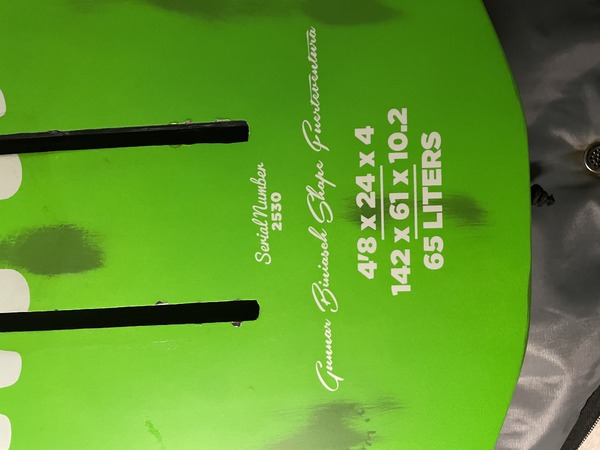 Serial Number
2530
Gunnar Biniasch Shape Fuerteventura
4'8 x 24 x 4
142 x 61 x 10.2
65 LITERS